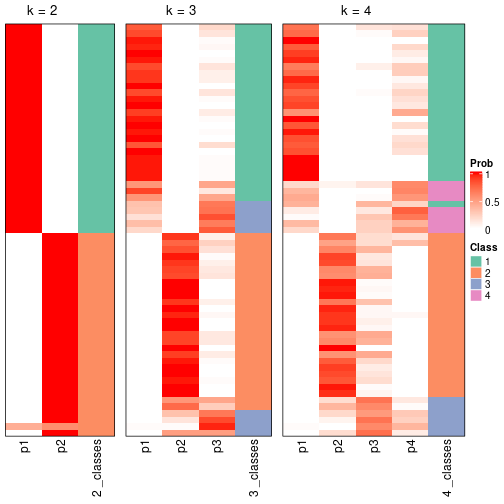 k = 2
k = 3
k = 4
p1
p2
2_classes
p1
p2
p3
3_classes
p1
p2
p3
p4
4_classes
Prob
1
0.5
0
Class
1
2
3
4